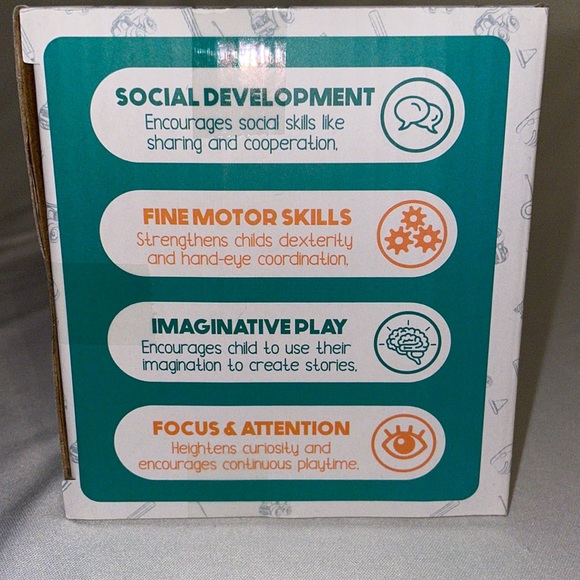 SOCIAL DEVELOPMENT
Encourages social skills like
sharing and cooperation.
FINE MOTOR SKILLS
Strengthens childs dexterity
and hand-eye coordination.
IMAGINATIVE PLAY
Encourages child to use their
imagination to create stories.
FOCUS & ATTENTION
Heightens curiosity and
encourages continuous playtime.